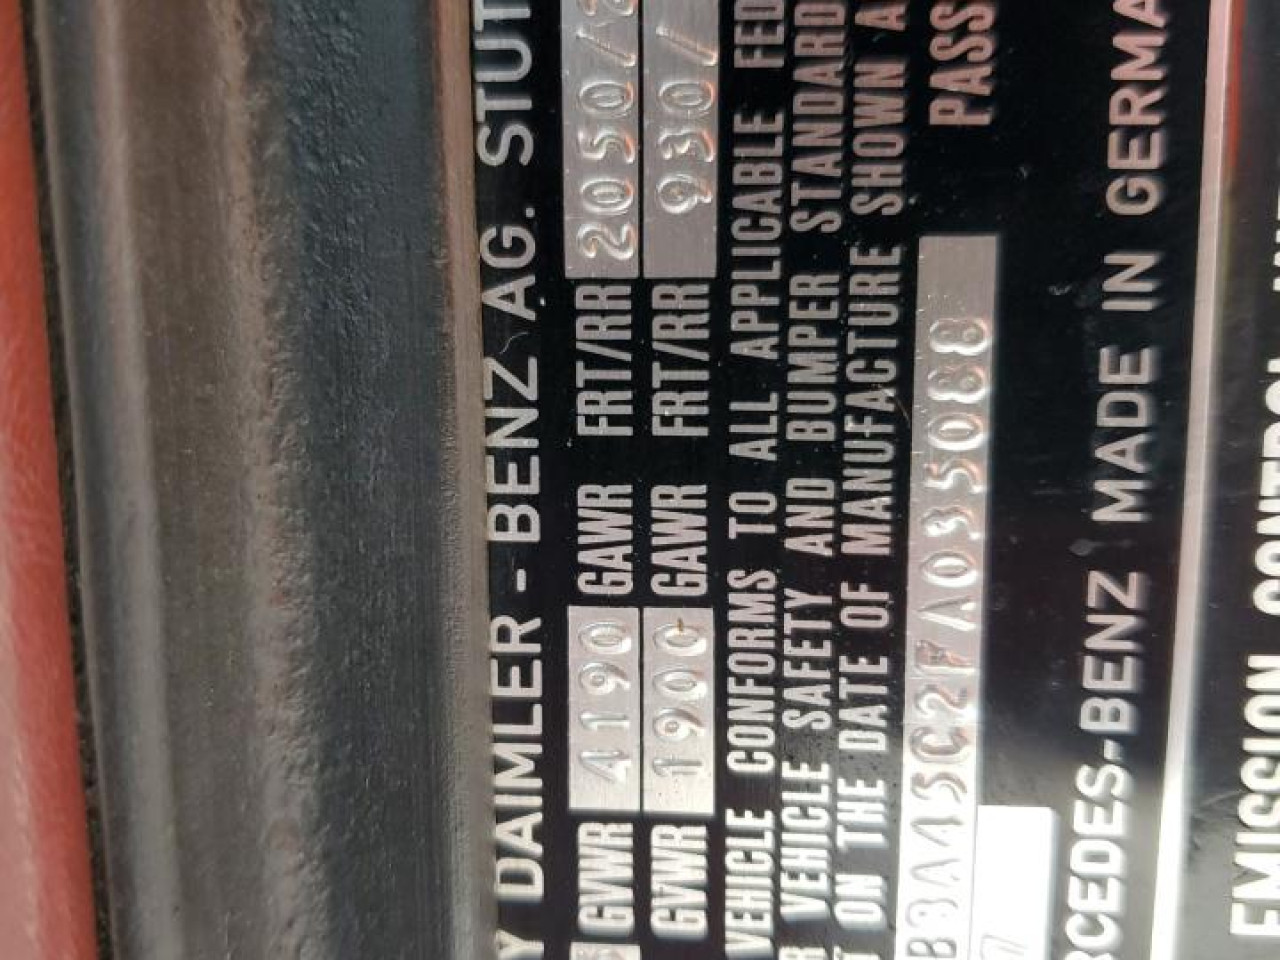 Y DAIMLER - BENZ AG. STUT
GVWR 4190 GAWR FRT/RR 2050/2
GVWR 1900 GAWR FRT/RR 930/
VEHICLE CONFORMS TO ALL APPLICABLE FED
R VEHICLE SAFETY AND BUMPER STANDARD
T ON THE DATE OF MANUFACTURE SHOWN A
BBA45C2FA035088 PASS
RCEDES-BENZ MADE IN GERMA
EMISSION CONTROL